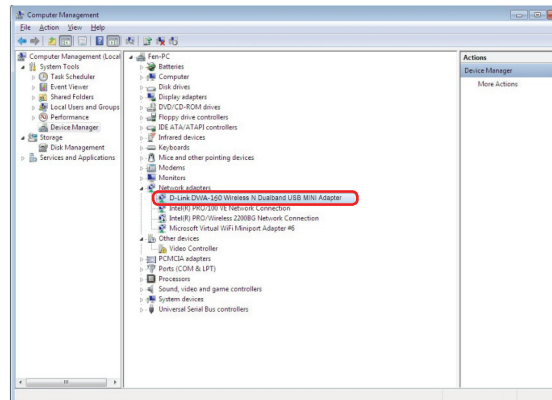 Computer Management
File Action View Help
Computer Management (Local
System Tools
Task Scheduler
Event Viewer
Shared Folders
Local Users and Groups
Performance
Device Manager
Storage
Disk Management
Services and Applications
Fen-PC
Batteries
Computer
Disk drives
Display adapters
DVD/CD-ROM drives
Floppy drive controllers
IDE ATA/ATAPI controllers
Infrared devices
Keyboards
Mice and other pointing devices
Modems
Monitors
Network adapters
D-Link DWA-160 Wireless N Dualband USB MINI Adapter
Intel(R) PRO/100 VE Network Connection
Intel(R) PRO/Wireless 2200BG Network Connection
Microsoft Virtual WiFi Miniport Adapter #6
Other devices
Video Controller
PCMCIA adapters
Ports (COM & LPT)
Processors
Sound, video and game controllers
System devices
Universal Serial Bus controllers
Actions
Device Manager
More Actions